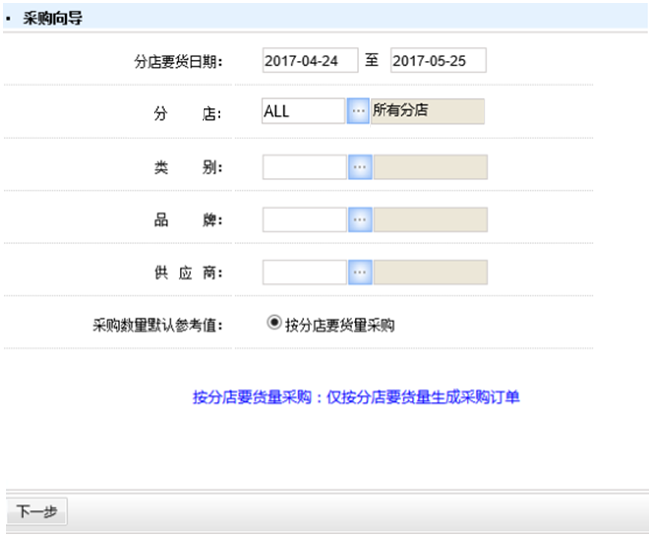 · 采购向导
分店要货日期： 2017-04-24 至 2017-05-25
分 店： ALL ... 所有分店
类 别： ...
品 牌： ...
供 应 商： ...
采购数量默认参考值： 按分店要货量采购
按分店要货量采购：仅按分店要货量生成采购订单
下一步